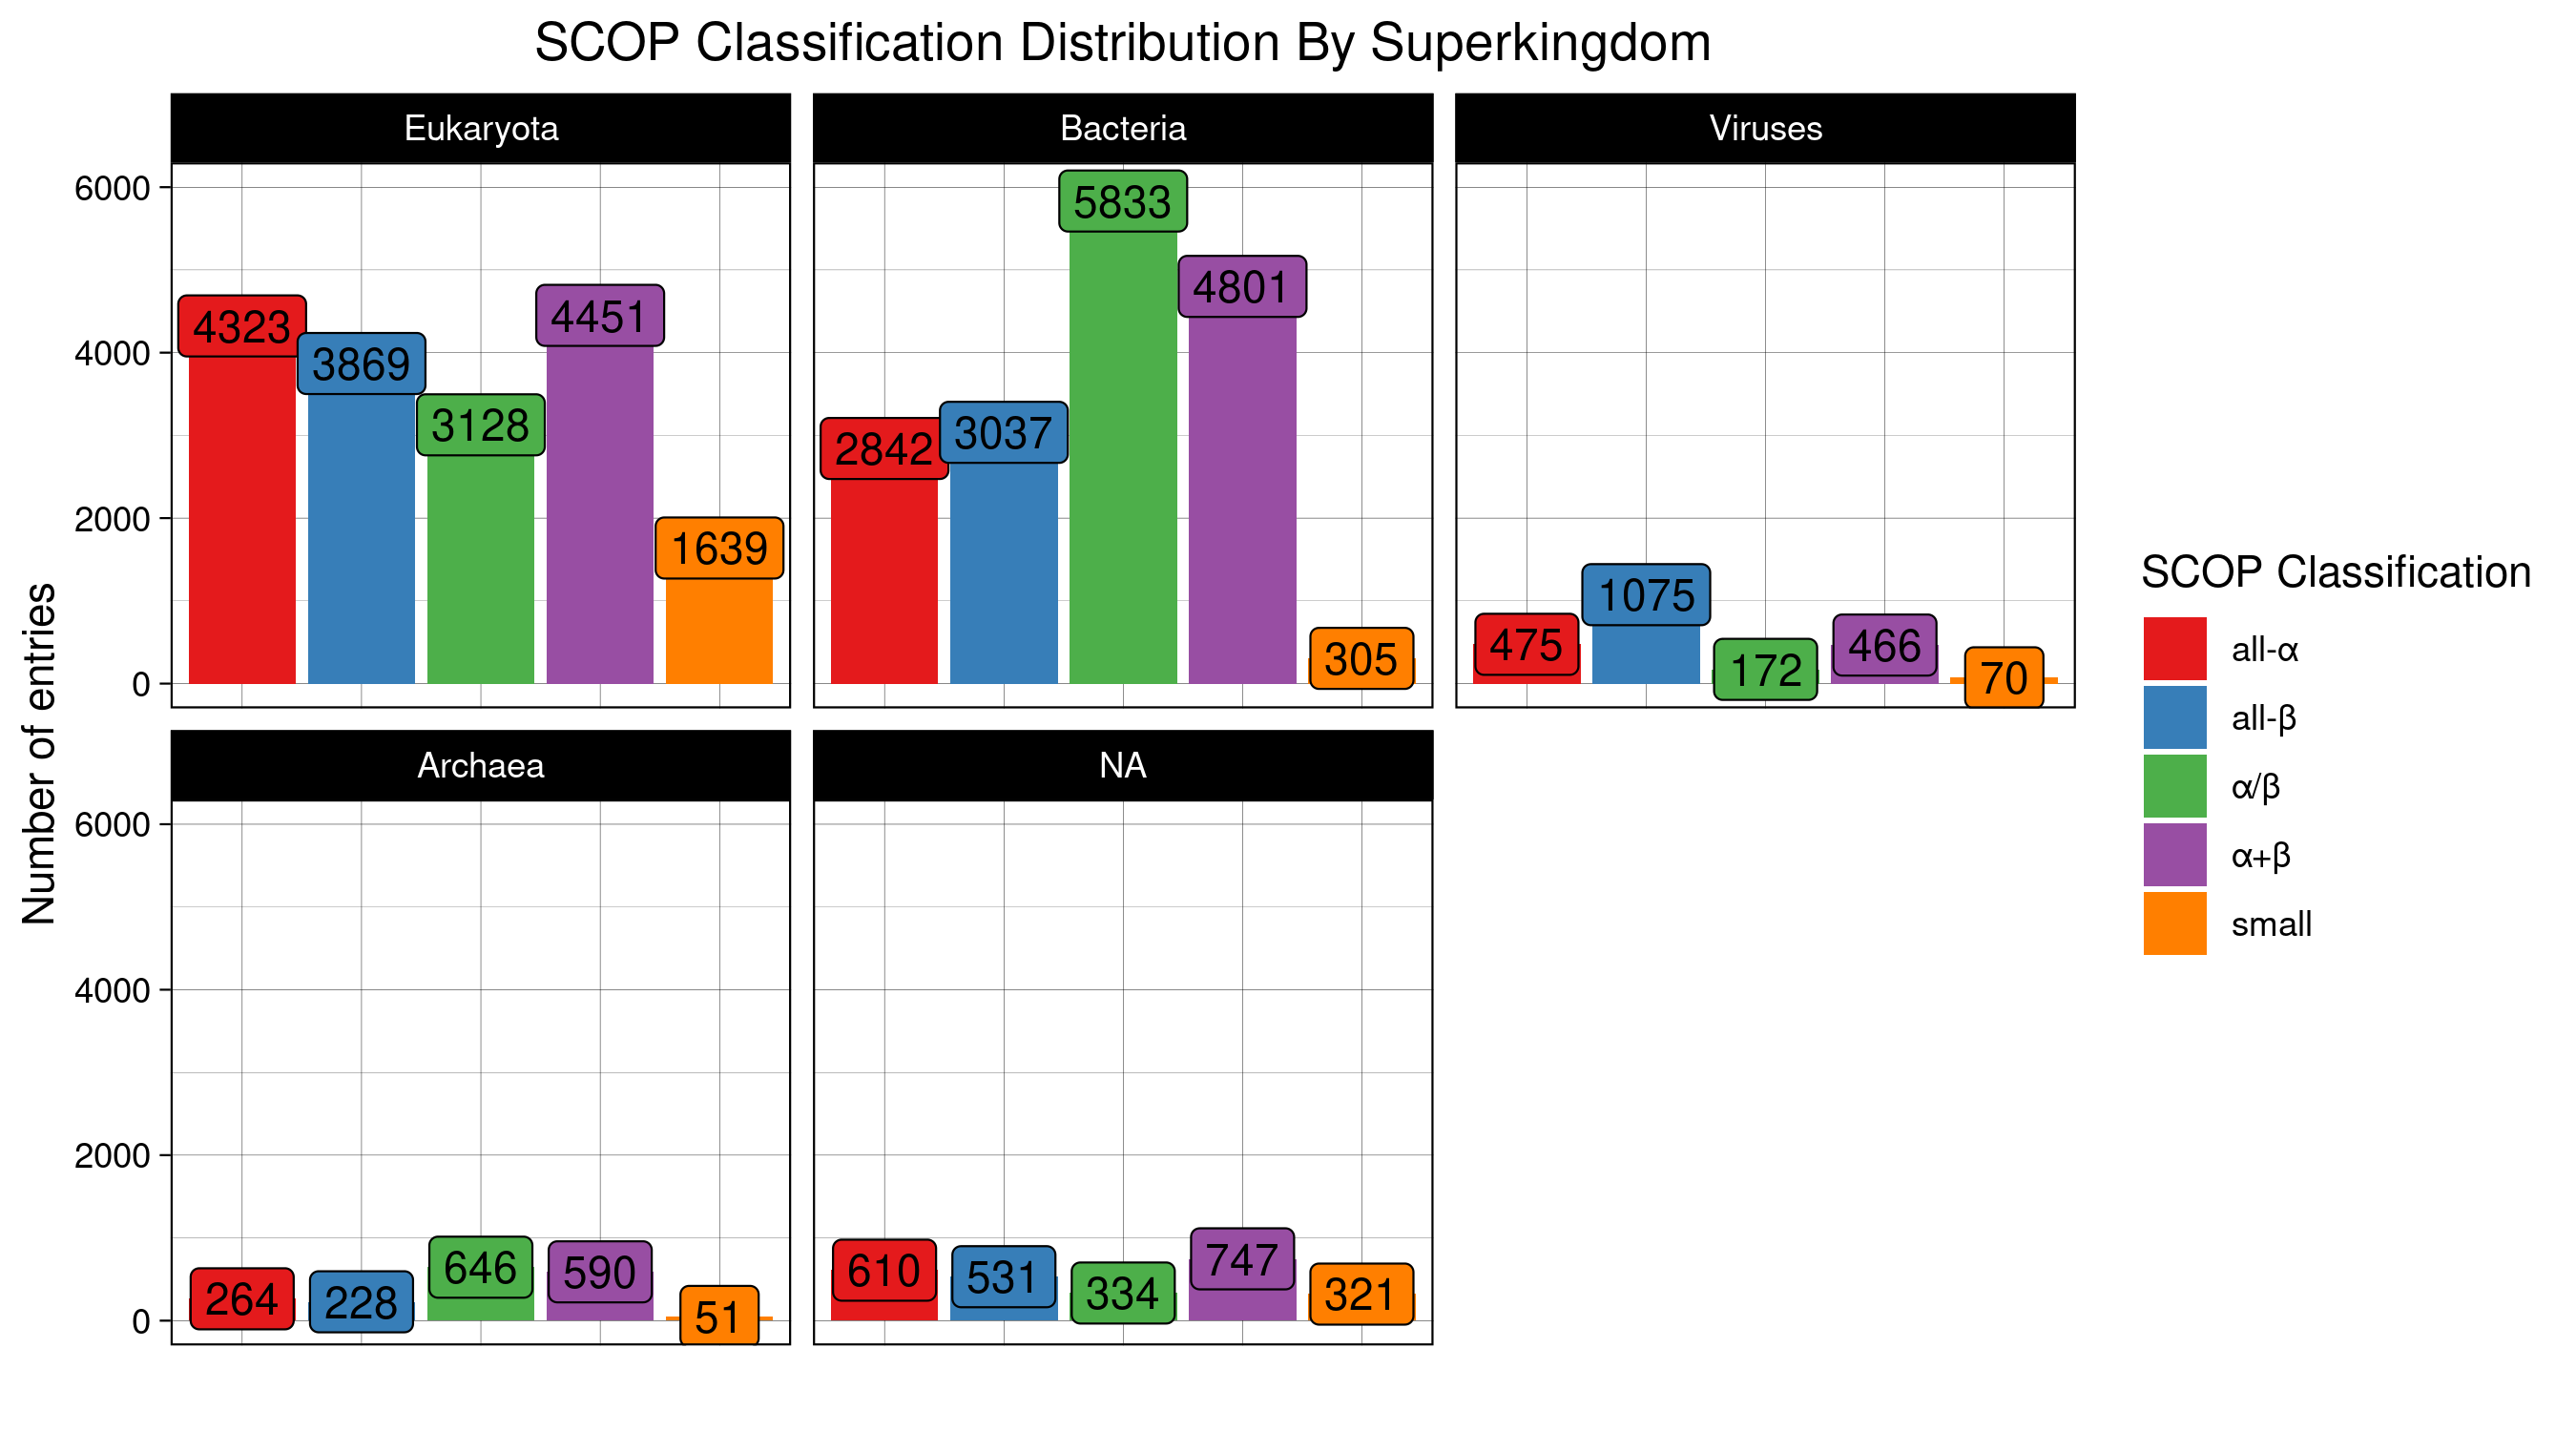 SCOP Classification Distribution By Superkingdom
Eukaryota
Bacteria
Viruses
6000
4000
2000
0
4323
3869
3128
4451
1639
2842
3037
5833
4801
305
475
1075
172
466
70
Number of entries
Archaea
NA
6000
4000
2000
0
264
228
646
590
51
610
531
334
747
321
SCOP Classification
all-α
all-β
α/β
α+β
small